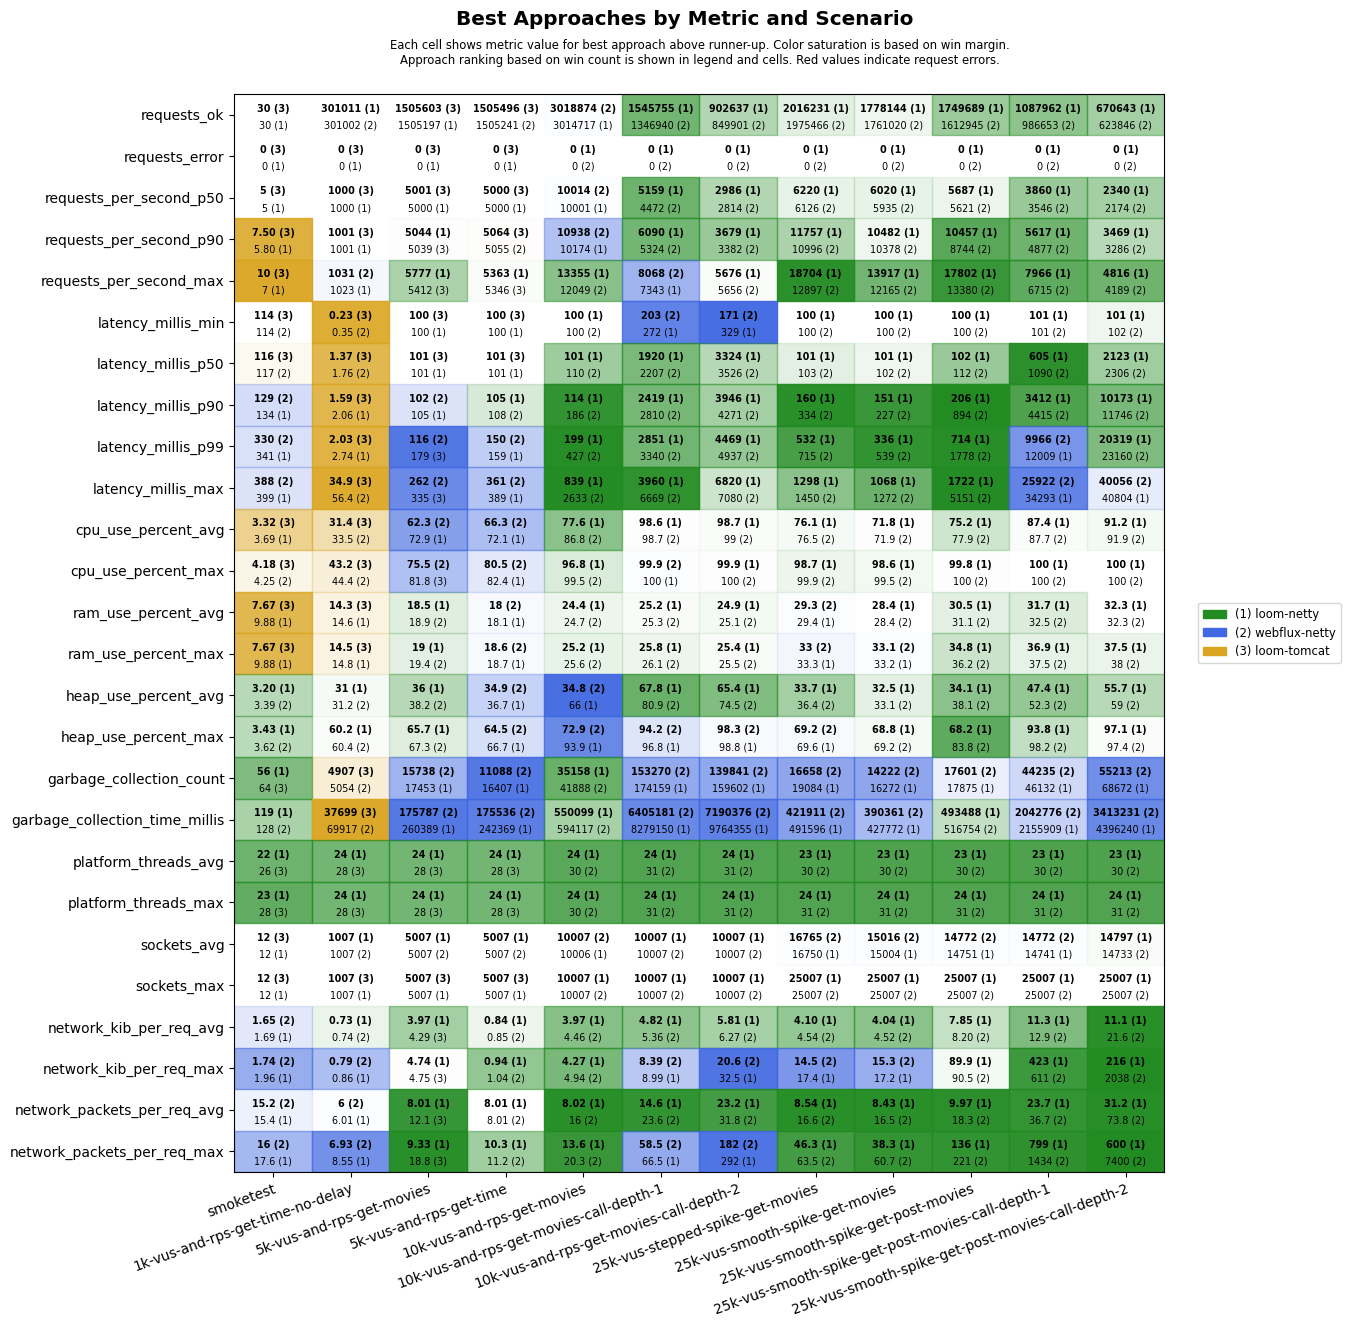 Best Approaches by Metric and Scenario
Each cell shows metric value for best approach above runner-up. Color saturation is based on win margin.
Approach ranking based on win count is shown in legend and cells. Red values indicate request errors.
requests_ok
30 (3) 301011 (1) 1505603 (3) 1505496 (3) 3018874 (2) 1545755 (1) 902637 (1) 2016231 (1) 1778144 (1) 1749689 (1) 1087962 (1) 670643 (1)
30 (1) 301002 (2) 1505197 (1) 1505241 (2) 3014717 (1) 1346940 (2) 849901 (2) 1975466 (2) 1761020 (2) 1612945 (2) 986653 (2) 623846 (2)
requests_error
0 (3) 0 (3) 0 (3) 0 (3) 0 (1) 0 (1) 0 (1) 0 (1) 0 (1) 0 (1) 0 (1) 0 (1)
0 (1) 0 (1) 0 (1) 0 (1) 0 (2) 0 (2) 0 (2) 0 (2) 0 (2) 0 (2) 0 (2) 0 (2)
requests_per_second_p50
5 (3) 1000 (3) 5001 (3) 5000 (3) 10014 (2) 5159 (1) 2986 (1) 6220 (1) 6020 (1) 5687 (1) 3860 (1) 2340 (1)
5 (1) 1000 (1) 5000 (1) 5000 (1) 10001 (1) 4472 (2) 2814 (2) 6126 (2) 5935 (2) 5621 (2) 3546 (2) 2174 (2)
requests_per_second_p90
7.50 (3) 1001 (3) 5044 (1) 5064 (3) 10938 (2) 6090 (1) 3679 (1) 11757 (1) 10482 (1) 10457 (1) 5617 (1) 3469 (1)
5.80 (1) 1001 (1) 5039 (3) 5055 (2) 10174 (1) 5324 (2) 3382 (2) 10996 (2) 10378 (2) 8744 (2) 4877 (2) 3286 (2)
requests_per_second_max
10 (3) 1031 (2) 5777 (1) 5363 (1) 13355 (1) 8068 (2) 5676 (1) 18704 (1) 13917 (1) 17802 (1) 7966 (1) 4816 (1)
7 (1) 1023 (1) 5412 (3) 5346 (3) 12049 (2) 7343 (1) 5656 (2) 12897 (2) 12165 (2) 13380 (2) 6715 (2) 4189 (2)
latency_millis_min
114 (3) 0.23 (3) 100 (3) 100 (3) 100 (1) 203 (2) 171 (2) 100 (1) 100 (1) 100 (1) 101 (1) 101 (1)
114 (2) 0.35 (2) 100 (1) 100 (1) 100 (2) 272 (1) 329 (1) 100 (2) 100 (2) 100 (2) 101 (2) 102 (2)
latency_millis_p50
116 (3) 1.37 (3) 101 (3) 101 (3) 101 (1) 1920 (1) 3324 (1) 101 (1) 101 (1) 102 (1) 605 (1) 2123 (1)
117 (2) 1.76 (2) 101 (1) 101 (1) 110 (2) 2207 (2) 3526 (2) 103 (2) 102 (2) 112 (2) 1090 (2) 2306 (2)
latency_millis_p90
129 (2) 1.59 (3) 102 (2) 105 (1) 114 (1) 2419 (1) 3946 (1) 160 (1) 151 (1) 206 (1) 3412 (1) 10173 (1)
134 (1) 2.06 (1) 105 (1) 108 (2) 186 (2) 2810 (2) 4271 (2) 334 (2) 227 (2) 894 (2) 4415 (2) 11746 (2)
latency_millis_p99
330 (2) 2.03 (3) 116 (2) 150 (2) 199 (1) 2851 (1) 4469 (1) 532 (1) 336 (1) 714 (1) 9966 (2) 20319 (1)
341 (1) 2.74 (1) 179 (3) 159 (1) 427 (2) 3340 (2) 4937 (2) 715 (2) 539 (2) 1778 (2) 12009 (1) 23160 (2)
latency_millis_max
388 (2) 34.9 (3) 262 (2) 361 (2) 839 (1) 3960 (1) 6820 (1) 1298 (1) 1068 (1) 1722 (1) 25922 (2) 40056 (2)
399 (1) 56.4 (2) 335 (3) 389 (1) 2633 (2) 6669 (2) 7080 (2) 1450 (2) 1272 (2) 5151 (2) 34293 (1) 40804 (1)
cpu_use_percent_avg
3.32 (3) 31.4 (3) 62.3 (2) 66.3 (2) 77.6 (1) 98.6 (1) 98.7 (1) 76.1 (1) 71.8 (1) 75.2 (1) 87.4 (1) 91.2 (1)
3.69 (1) 33.5 (2) 72.9 (1) 72.1 (1) 86.8 (2) 98.7 (2) 99 (2) 76.5 (2) 71.9 (2) 77.9 (2) 87.7 (2) 91.9 (2)
cpu_use_percent_max
4.18 (3) 43.2 (3) 75.5 (2) 80.5 (2) 96.8 (1) 99.9 (2) 99.9 (1) 98.7 (1) 98.6 (1) 99.8 (1) 100 (1) 100 (1)
4.25 (2) 44.4 (2) 81.8 (3) 82.4 (1) 99.5 (2) 100 (1) 100 (2) 99.9 (2) 99.5 (2) 100 (2) 100 (2) 100 (2)
ram_use_percent_avg
7.67 (3) 14.3 (3) 18.5 (1) 18 (2) 24.4 (1) 25.2 (1) 24.9 (1) 29.3 (2) 28.4 (1) 30.5 (1) 31.7 (1) 32.3 (1)
9.88 (1) 14.6 (1) 18.9 (2) 18.1 (1) 24.7 (2) 25.3 (2) 25.1 (2) 29.4 (1) 28.4 (2) 31.1 (2) 32.5 (2) 32.3 (2)
ram_use_percent_max
7.67 (3) 14.5 (3) 19 (1) 18.6 (2) 25.2 (1) 25.8 (1) 25.4 (1) 33 (2) 33.1 (2) 34.8 (1) 36.9 (1) 37.5 (1)
9.88 (1) 14.8 (1) 19.4 (2) 18.7 (1) 25.6 (2) 26.1 (2) 25.5 (2) 33.3 (1) 33.2 (1) 36.2 (2) 37.5 (2) 38 (2)
heap_use_percent_avg
3.20 (1) 31 (1) 36 (1) 34.9 (2) 34.8 (2) 67.8 (1) 65.4 (1) 33.7 (1) 32.5 (1) 34.1 (1) 47.4 (1) 55.7 (1)
3.39 (2) 31.2 (2) 38.2 (2) 36.7 (1) 66 (1) 80.9 (2) 74.5 (2) 36.4 (2) 33.1 (2) 38.1 (2) 52.3 (2) 59 (2)
heap_use_percent_max
3.43 (1) 60.2 (1) 65.7 (1) 64.5 (2) 72.9 (2) 94.2 (2) 98.3 (2) 69.2 (2) 68.8 (1) 68.2 (1) 93.8 (1) 97.1 (1)
3.62 (2) 60.4 (2) 67.3 (2) 66.7 (1) 93.9 (1) 96.8 (1) 98.8 (1) 69.6 (1) 69.2 (2) 83.8 (2) 98.2 (2) 97.4 (2)
garbage_collection_count
56 (1) 4907 (3) 15738 (2) 11088 (2) 35158 (1) 153270 (2) 139841 (2) 16658 (2) 14222 (2) 17601 (2) 44235 (2) 55213 (2)
64 (3) 5054 (2) 17453 (1) 16407 (1) 41888 (2) 174159 (1) 159602 (1) 19084 (1) 16272 (1) 17875 (1) 46132 (1) 68672 (1)
garbage_collection_time_millis
119 (1) 37699 (3) 175787 (2) 175536 (2) 550099 (1) 6405181 (2) 7190376 (2) 421911 (2) 390361 (2) 493488 (1) 2042776 (2) 3413231 (2)
128 (2) 69917 (2) 260389 (1) 242369 (1) 594117 (2) 8279150 (1) 9764355 (1) 491596 (1) 427772 (1) 516754 (2) 2155909 (1) 4396240 (1)
platform_threads_avg
22 (1) 24 (1) 24 (1) 24 (1) 24 (1) 24 (1) 24 (1) 23 (1) 23 (1) 23 (1) 23 (1) 23 (1)
26 (3) 28 (3) 28 (3) 28 (3) 30 (2) 31 (2) 31 (2) 30 (2) 30 (2) 30 (2) 30 (2) 30 (2)
platform_threads_max
23 (1) 24 (1) 24 (1) 24 (1) 24 (1) 24 (1) 24 (1) 24 (1) 24 (1) 24 (1) 24 (1) 24 (1)
28 (3) 28 (3) 28 (3) 28 (3) 30 (2) 31 (2) 31 (2) 31 (2) 31 (2) 31 (2) 31 (2) 31 (2)
sockets_avg
12 (3) 1007 (1) 5007 (1) 5007 (1) 10007 (2) 10007 (1) 10007 (1) 16765 (2) 15016 (2) 14772 (2) 14772 (2) 14797 (1)
12 (1) 1007 (2) 5007 (2) 5007 (2) 10006 (1) 10007 (2) 10007 (2) 16750 (1) 15004 (1) 14751 (1) 14741 (1) 14733 (2)
sockets_max
12 (3) 1007 (3) 5007 (3) 5007 (3) 10007 (1) 10007 (1) 10007 (1) 25007 (1) 25007 (1) 25007 (1) 25007 (1) 25007 (1)
12 (1) 1007 (1) 5007 (1) 5007 (1) 10007 (2) 10007 (2) 10007 (2) 25007 (2) 25007 (2) 25007 (2) 25007 (2) 25007 (2)
network_kib_per_req_avg
1.65 (2) 0.73 (1) 3.97 (1) 0.84 (1) 3.97 (1) 4.82 (1) 5.81 (1) 4.10 (1) 4.04 (1) 7.85 (1) 11.3 (1) 11.1 (1)
1.69 (1) 0.74 (2) 4.29 (3) 0.85 (2) 4.46 (2) 5.36 (2) 6.27 (2) 4.54 (2) 4.52 (2) 8.20 (2) 12.9 (2) 21.6 (2)
network_kib_per_req_max
1.74 (2) 0.79 (2) 4.74 (1) 0.94 (1) 4.27 (1) 8.39 (2) 20.6 (2) 14.5 (2) 15.3 (2) 89.9 (1) 423 (1) 216 (1)
1.96 (1) 0.86 (1) 4.75 (3) 1.04 (2) 4.94 (2) 8.99 (1) 32.5 (1) 17.4 (1) 17.2 (1) 90.5 (2) 611 (2) 2038 (2)
network_packets_per_req_avg
15.2 (2) 6 (2) 8.01 (1) 8.01 (1) 8.02 (1) 14.6 (1) 23.2 (1) 8.54 (1) 8.43 (1) 9.97 (1) 23.7 (1) 31.2 (1)
15.4 (1) 6.01 (1) 12.1 (3) 8.01 (2) 16 (2) 23.6 (2) 31.8 (2) 16.6 (2) 16.5 (2) 18.3 (2) 36.7 (2) 73.8 (2)
network_packets_per_req_max
16 (2) 6.93 (2) 9.33 (1) 10.3 (1) 13.6 (1) 58.5 (2) 182 (2) 46.3 (1) 38.3 (1) 136 (1) 799 (1) 600 (1)
17.6 (1) 8.55 (1) 18.8 (3) 11.2 (2) 20.3 (2) 66.5 (1) 292 (1) 63.5 (2) 60.7 (2) 221 (2) 1434 (2) 7400 (2)
smoketest
1k-vus-and-rps-get-time-no-delay
5k-vus-and-rps-get-movies
5k-vus-and-rps-get-time
10k-vus-and-rps-get-movies
10k-vus-and-rps-get-movies-call-depth-1
10k-vus-and-rps-get-movies-call-depth-2
25k-vus-stepped-spike-get-movies
25k-vus-smooth-spike-get-movies
25k-vus-smooth-spike-get-post-movies
25k-vus-smooth-spike-get-post-movies-call-depth-1
25k-vus-smooth-spike-get-post-movies-call-depth-2
(1) loom-netty
(2) webflux-netty
(3) loom-tomcat